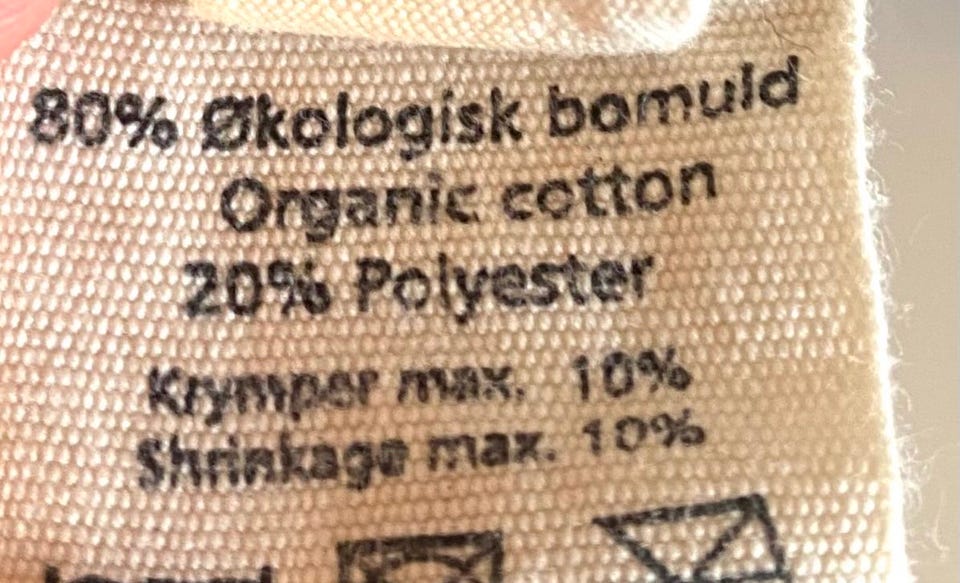 80% Økologisk bomuld
Organic cotton
20% Polyester
Krymper max. 10%
Shrinkage max. 10%